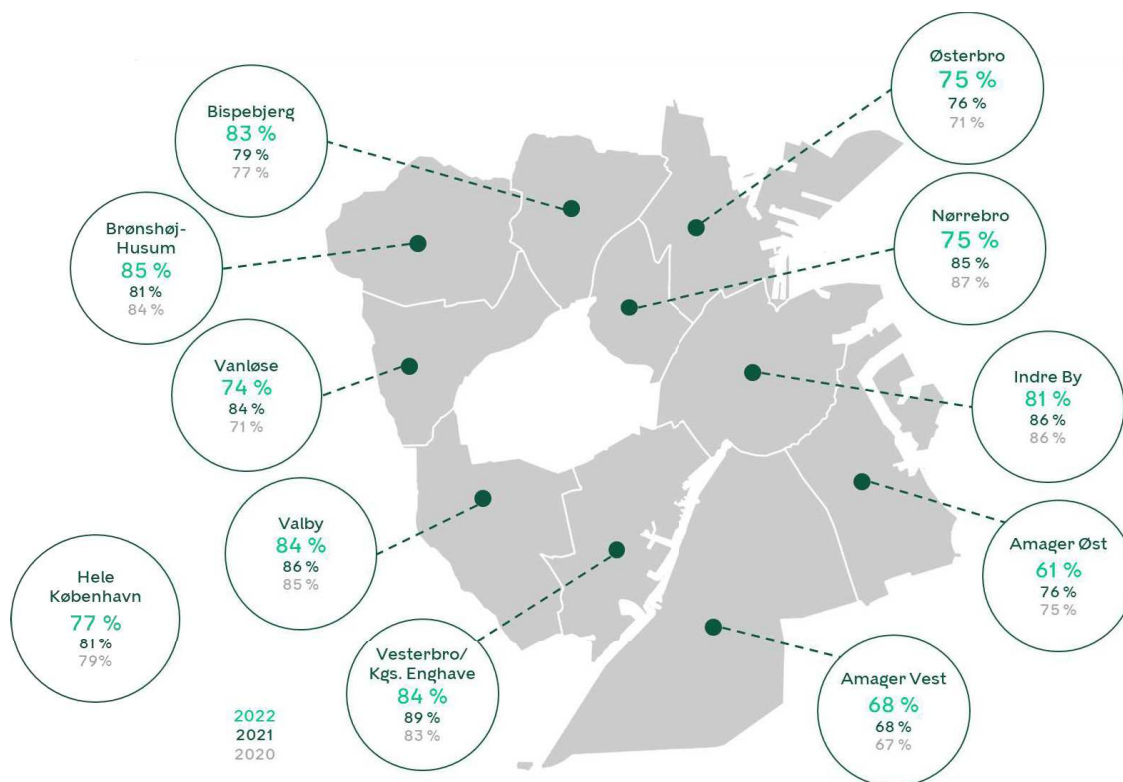 Østerbro
75 %
76 %
71 %
Bispebjerg
83 %
79 %
77 %
Nørrebro
75 %
85 %
87 %
Brønshøj-
Husum
85 %
81 %
84 %
Vanløse
74 %
84 %
71 %
Indre By
81 %
86 %
86 %
Valby
84 %
86 %
85 %
Amager Øst
61 %
76 %
75 %
Hele
København
77 %
81 %
79%
Vesterbro/
Kgs. Enghave
84 %
89 %
83 %
Amager Vest
68 %
68 %
67 %
2022
2021
2020